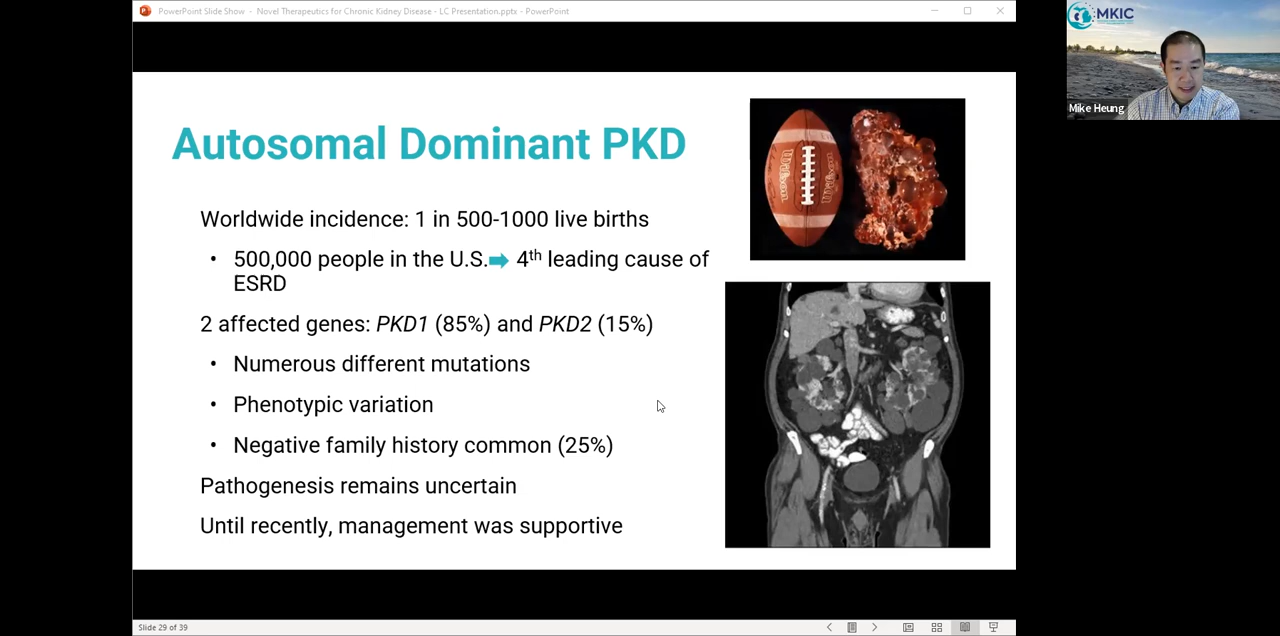 PowerPoint Slide Show - Novel Therapeutics for Chronic Kidney Disease - LC Presentation.pptx - PowerPoint
MKIC
Mike Heung
Autosomal Dominant PKD
Wilson
Worldwide incidence: 1 in 500-1000 live births
• 500,000 people in the U.S.➡ 4th leading cause of
ESRD
2 affected genes: PKD1 (85%) and PKD2 (15%)
• Numerous different mutations
• Phenotypic variation
• Negative family history common (25%)
Pathogenesis remains uncertain
Until recently, management was supportive
Slide 29 of 39